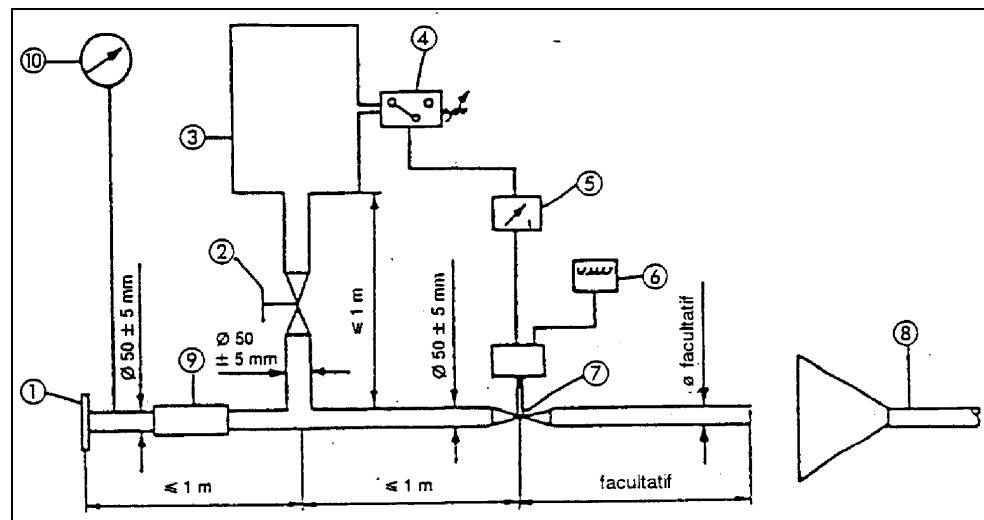 10
4
3
5
2
6
Ø 50 ± 5 mm
≤ 1 m
Ø 50 ± 5 mm
ø facultatif
Ø 50
± 5 mm
8
9
7
1
≤ 1 m
≤ 1 m
facultatif